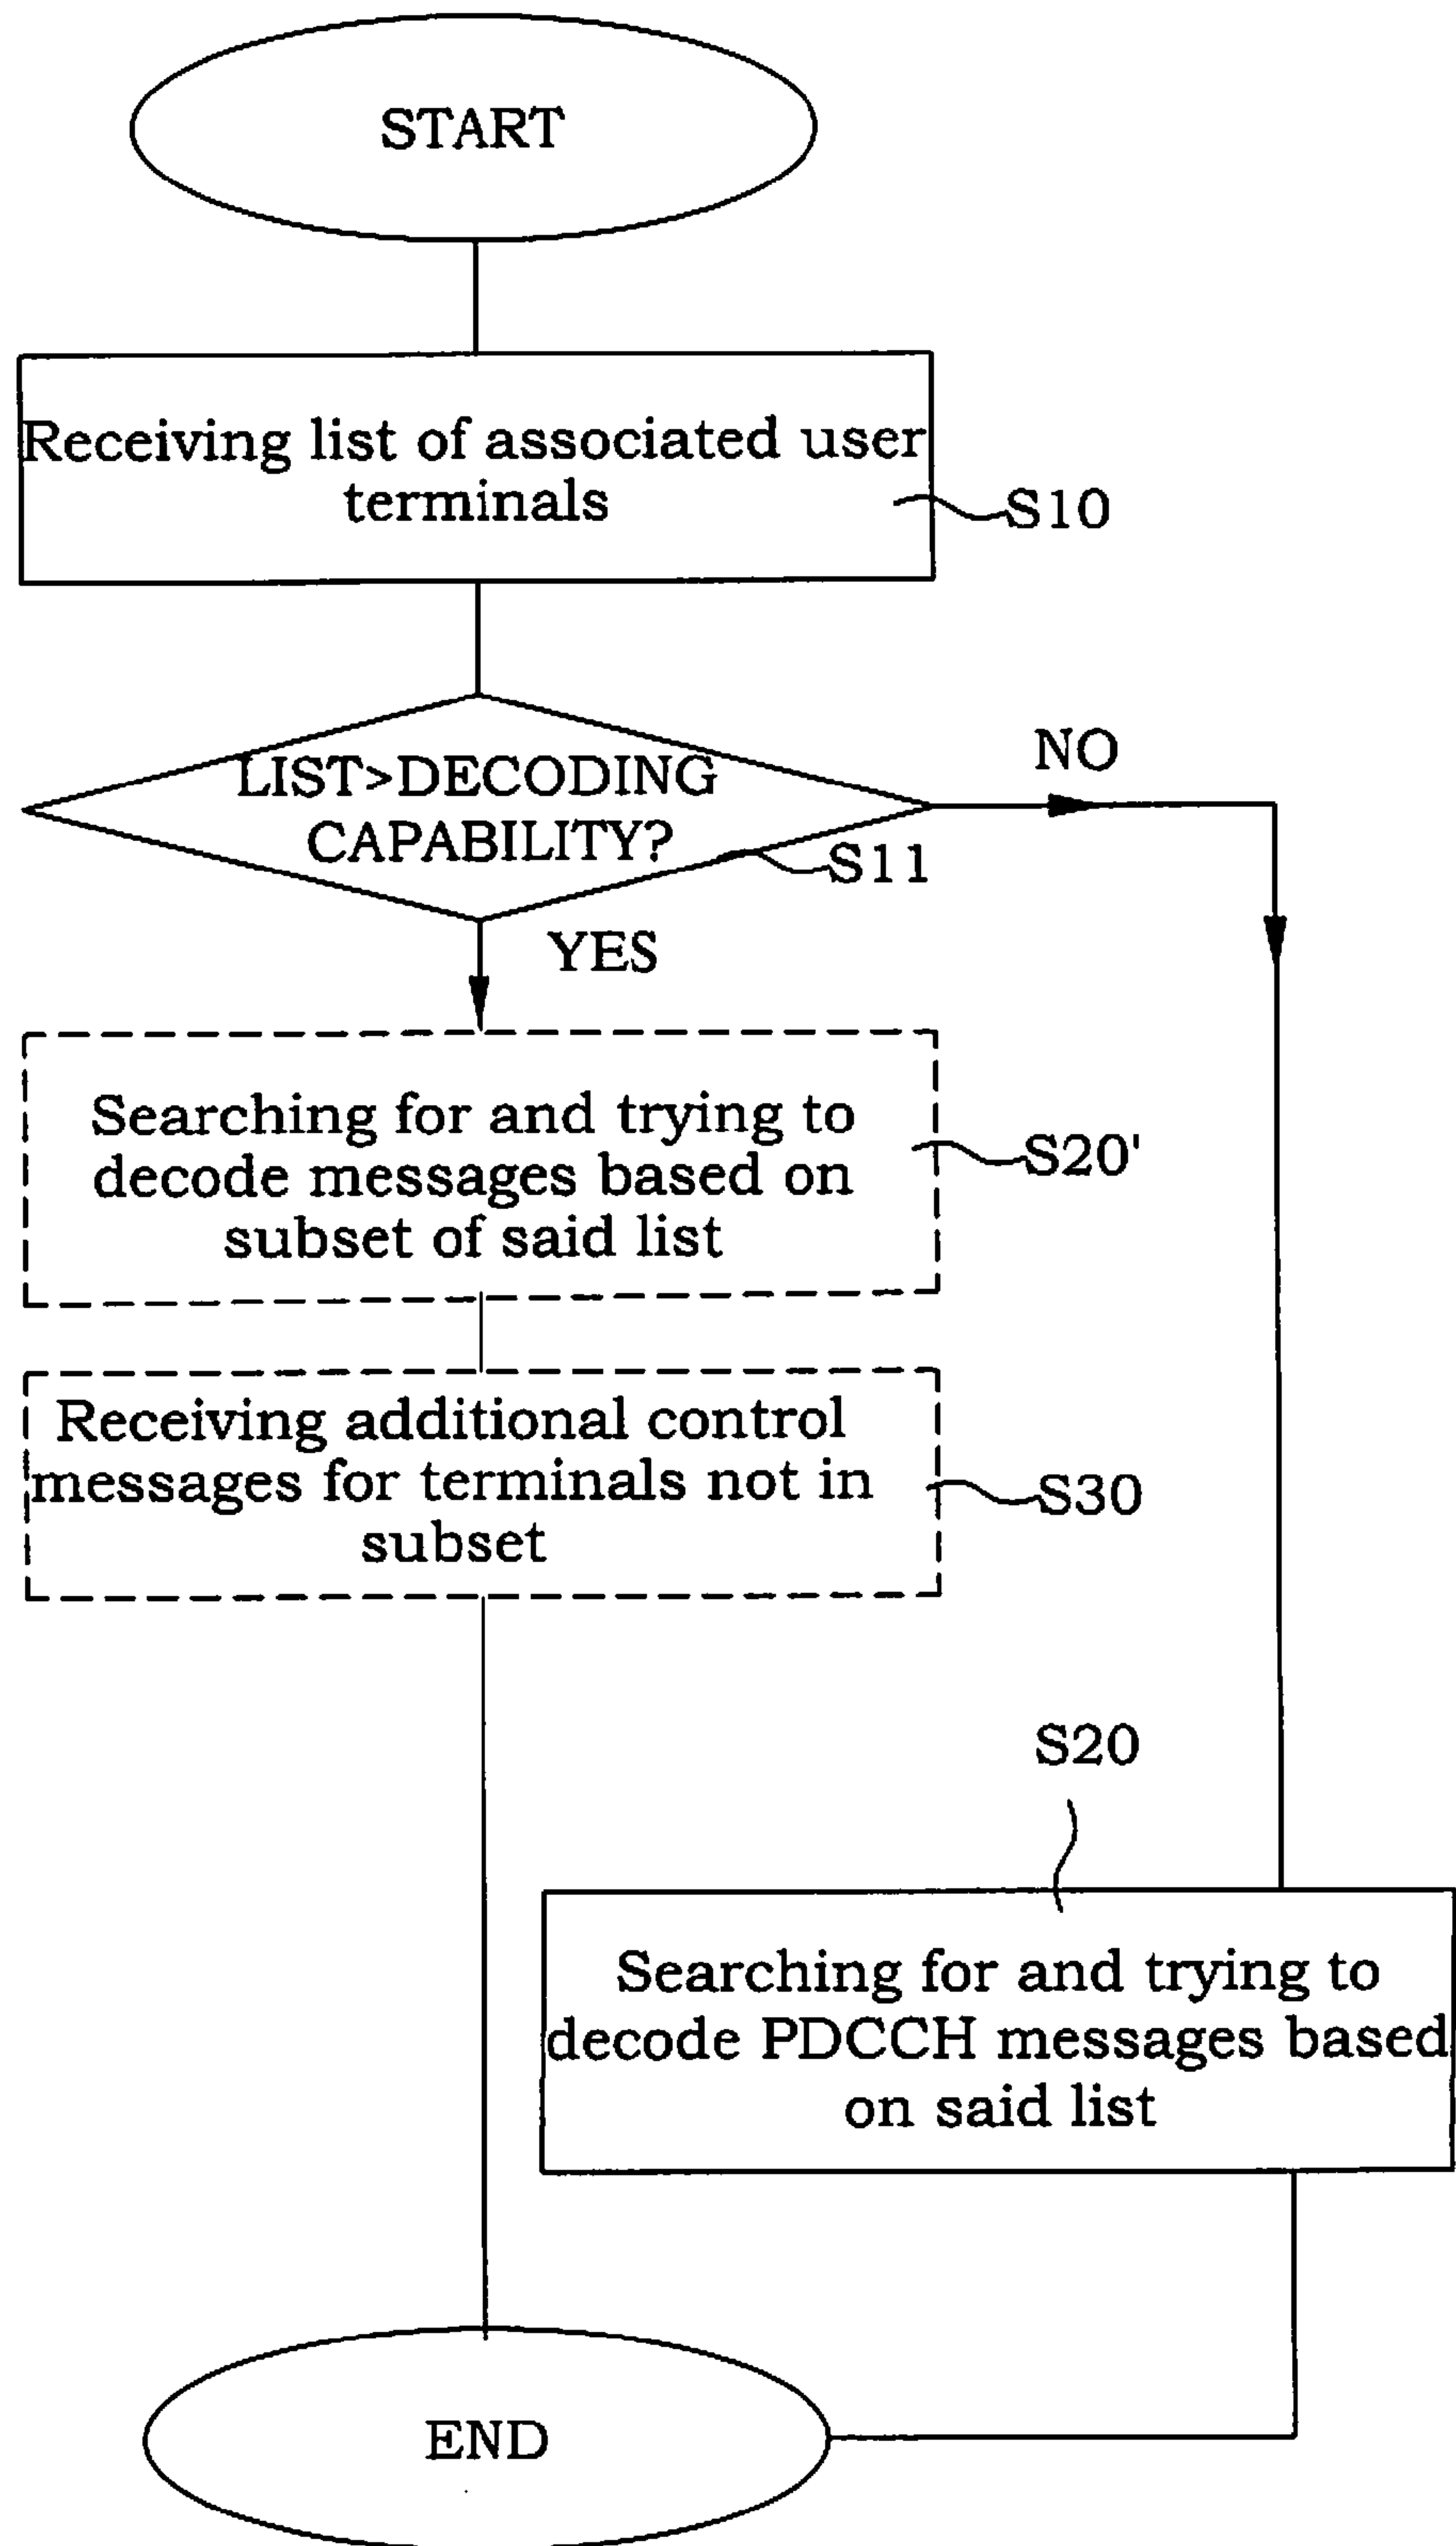 START
Receiving list of associated user
terminals
S10
LIST>DECODING
CAPABILITY?
S11
NO
YES
Searching for and trying to
decode messages based on
subset of said list
S20'
Receiving additional control
messages for terminals not in
subset
S30
S20
Searching for and trying to
decode PDCCH messages based
on said list
END